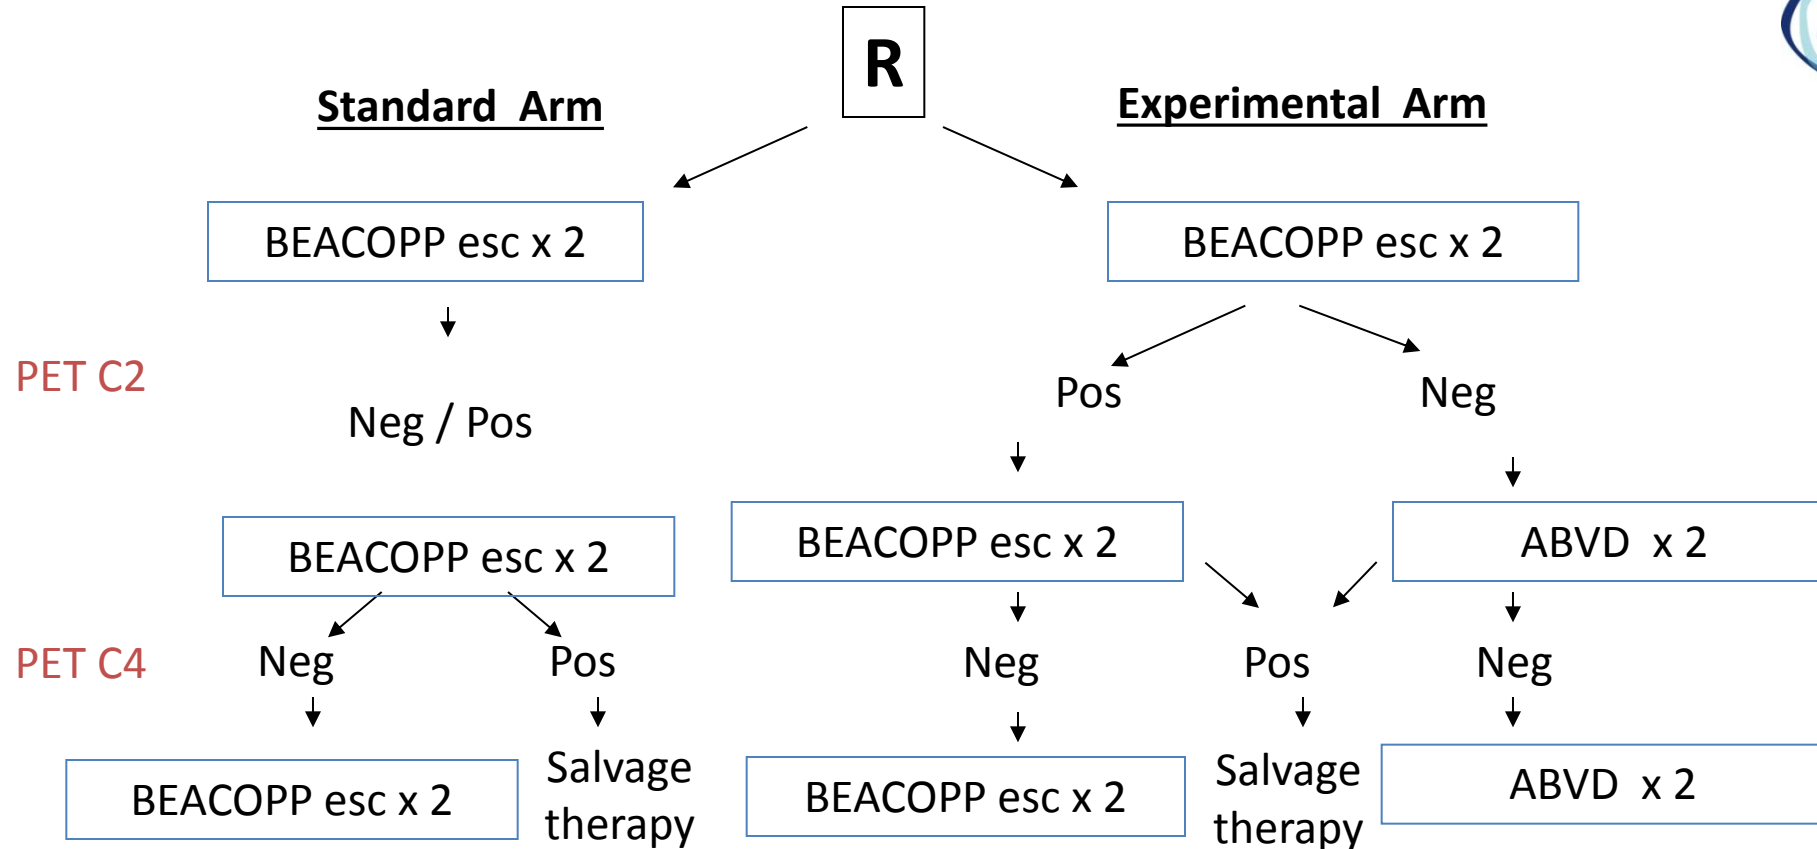 R
Standard Arm
Experimental Arm
BEACOPP esc x 2
BEACOPP esc x 2
PET C2
Neg / Pos
Pos
Neg
BEACOPP esc x 2
BEACOPP esc x 2
ABVD x 2
PET C4
Neg
Pos
Neg
Pos
Neg
BEACOPP esc x 2
Salvage
therapy
BEACOPP esc x 2
Salvage
therapy
ABVD x 2